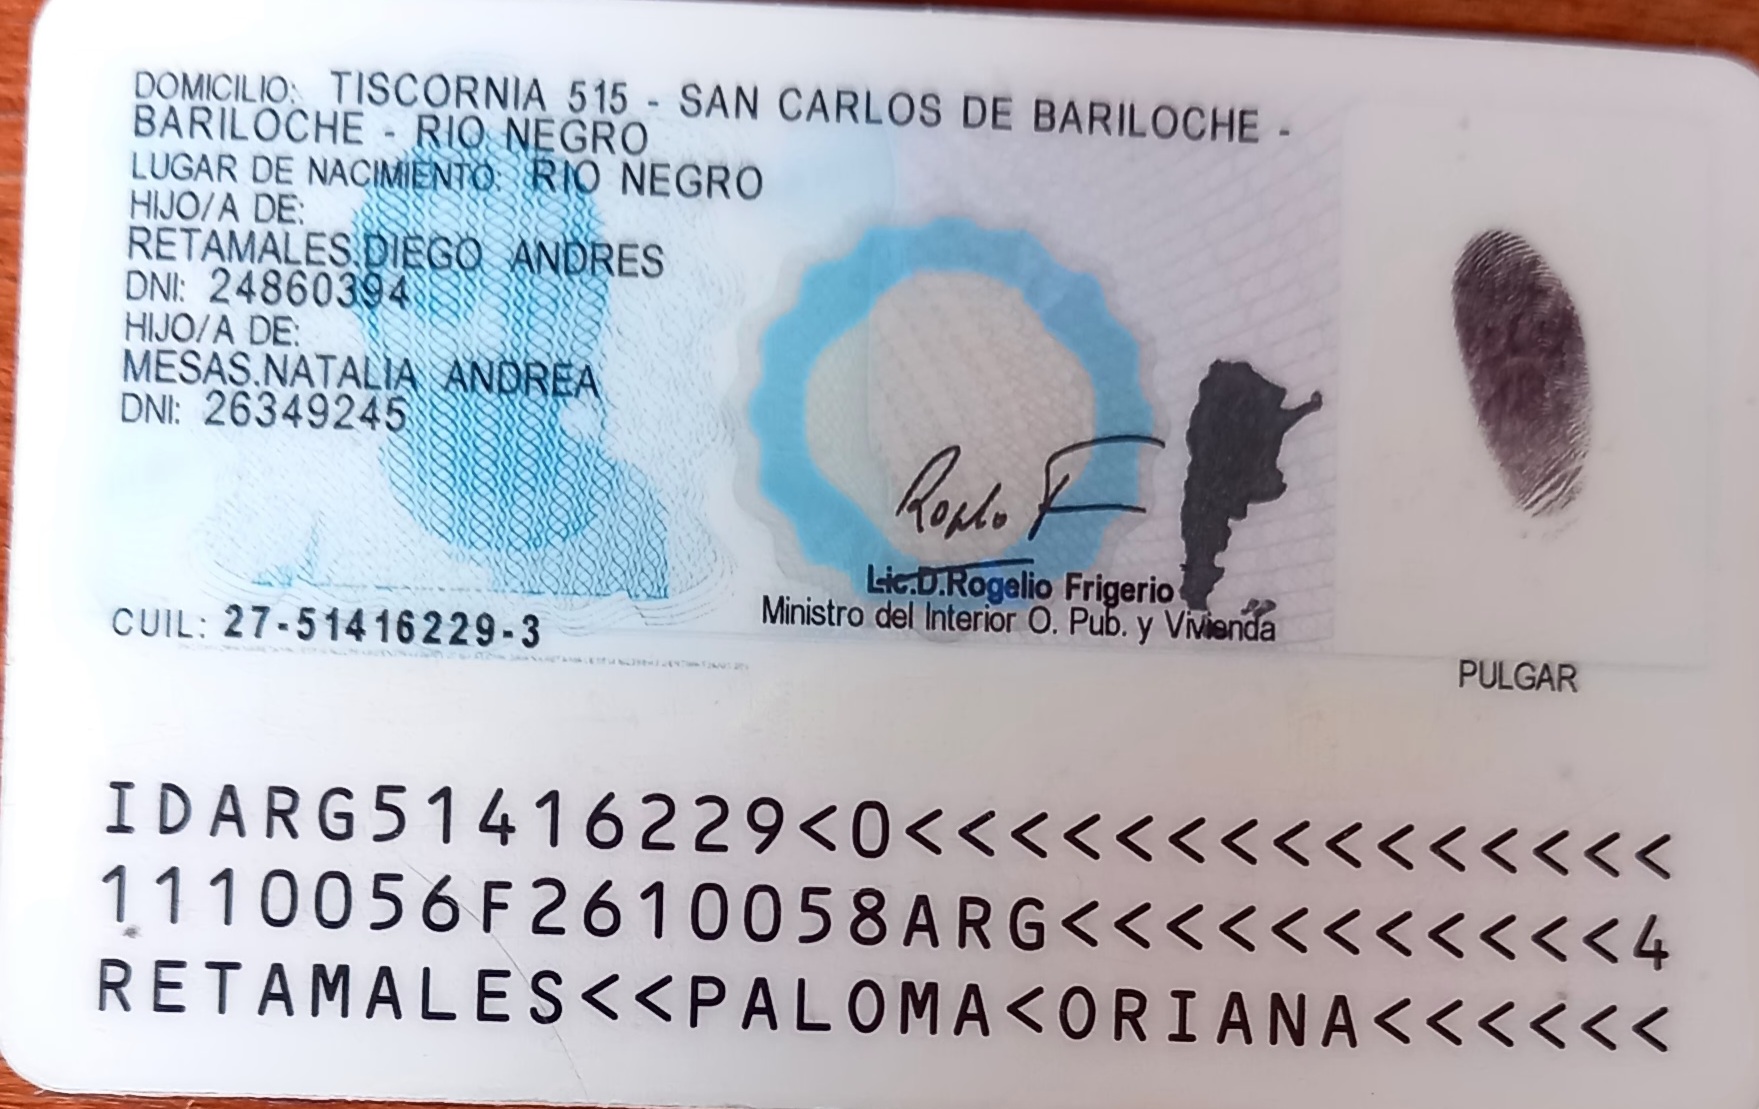 DOMICILIO: TISCORNIA 515 - SAN CARLOS DE BARILOCHE -
BARILOCHE - RIO NEGRO
LUGAR DE NACIMIENTO: RIO NEGRO
HIJO/A DE:
RETAMALES.DIEGO ANDRES
DNI: 24860394
HIJO/A DE:
MESAS.NATALIA ANDREA
DNI: 26349245
Lic.D.Rogelio Frigerio
Ministro del Interior O. Pub. y Vivienda
CUIL: 27-51416229-3
PULGAR
IDARG51416229<0<<<<<<<<<<<<<<<
1110056F2610058ARG<<<<<<<<<<<4
RETAMALES<<PALOMA<ORIANA<<<<<<